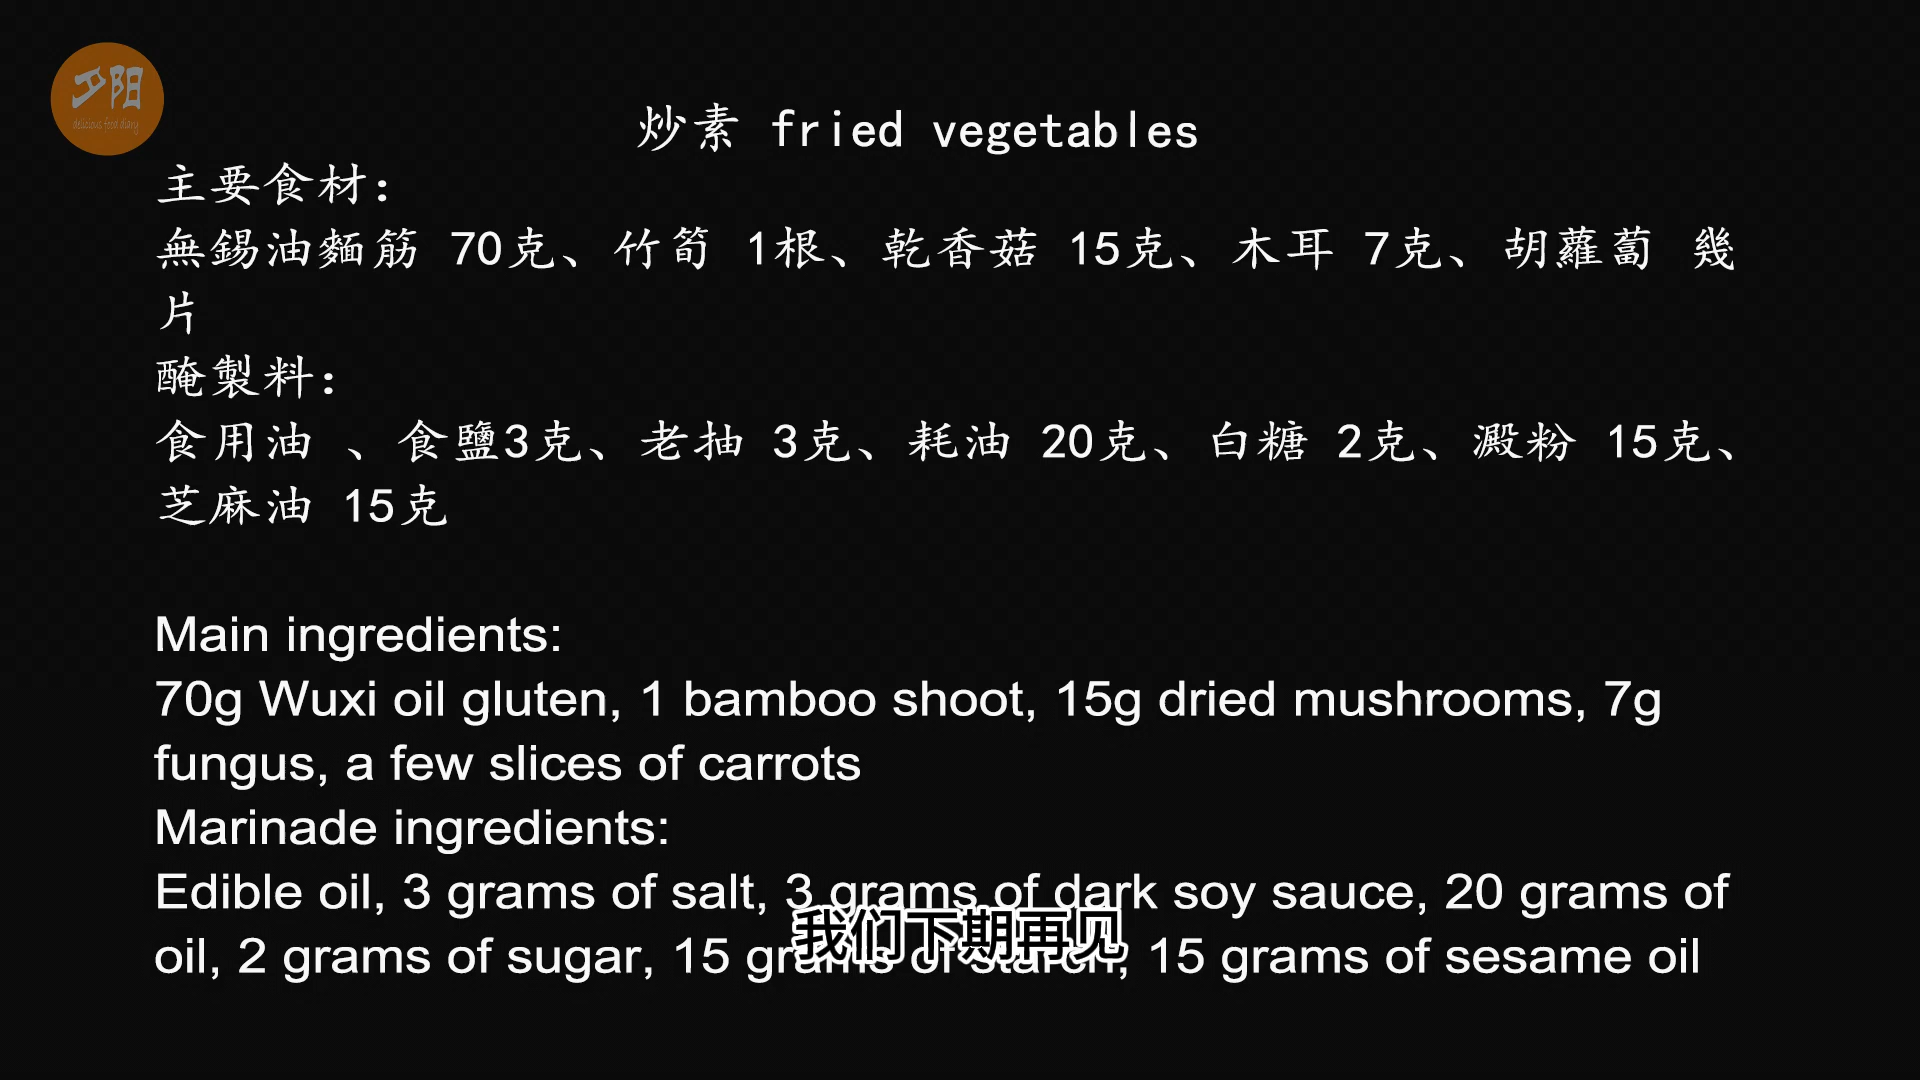 夕阳
delicious food diary
炒素 fried vegetables
主要食材：
無錫油麵筋 70克、竹筍 1根、乾香菇 15克、木耳 7克、胡蘿蔔 幾
片
醃製料：
食用油 、食鹽3克、老抽 3克、耗油 20克、白糖 2克、澱粉 15克、
芝麻油 15克
Main ingredients:
70g Wuxi oil gluten, 1 bamboo shoot, 15g dried mushrooms, 7g
fungus, a few slices of carrots
Marinade ingredients:
Edible oil, 3 grams of salt, 3 grams of dark soy sauce, 20 grams of
oil, 2 grams of sugar, 15 grams of starch, 15 grams of sesame oil
我们下期再见